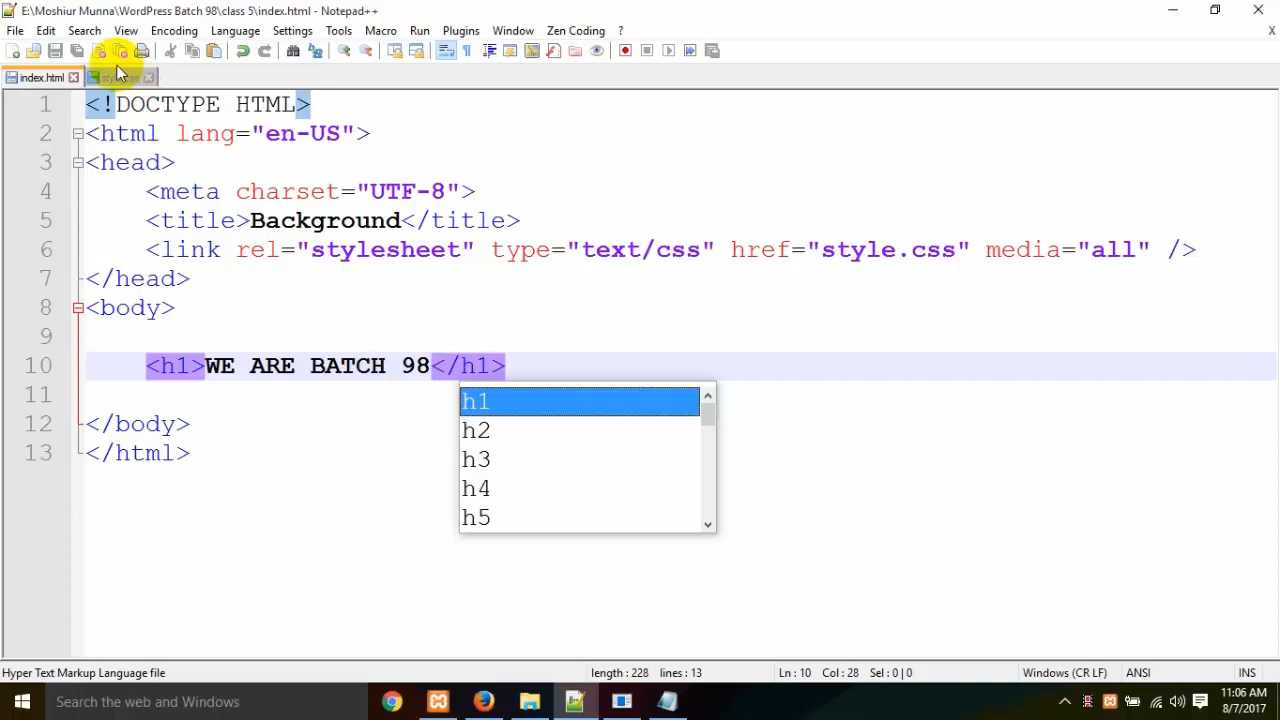 E:\Moshiur Munna\WordPress Batch 98\class 5\index.html - Notepad++
File Edit Search View Encoding Language Settings Tools Macro Run Plugins Window Zen Coding ?
X
index.html
1 <!DOCTYPE HTML>
2 <html lang="en-US">
3 <head>
4 <meta charset="UTF-8">
5 <title>Background</title>
6 <link rel="stylesheet" type="text/css" href="style.css" media="all" />
7 </head>
8 <body>
9
10 <h1>WE ARE BATCH 98</h1>
11
12 </body>
13 </html>
h1
h2
h3
h4
h5
Hyper Text Markup Language file length : 228 lines : 13 Ln : 10 Col : 28 Sel : 0 | 0 Windows (CR LF) ANSI INS
Search the web and Windows
11:06 AM
8/7/2017